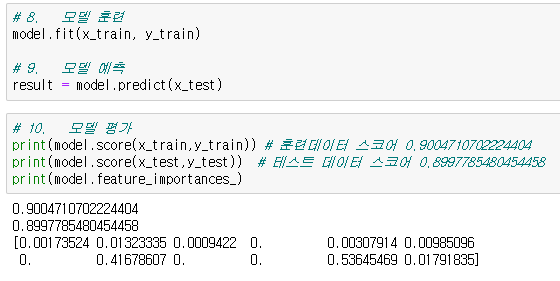 # 8. 모델 훈련
model.fit(x_train, y_train)
# 9. 모델 예측
result = model.predict(x_test)
# 10. 모델 평가
print(model.score(x_train,y_train)) # 훈련데이터 스코어 0.9004710702224404
print(model.score(x_test,y_test)) # 테스트 데이터 스코어 0.8997785480454458
print(model.feature_importances_)
0.9004710702224404
0.8997785480454458
[0.00173524 0.01323335 0.0009422 0. 0.00307914 0.00985096
0. 0.41678607 0. 0. 0.53645469 0.01791835]